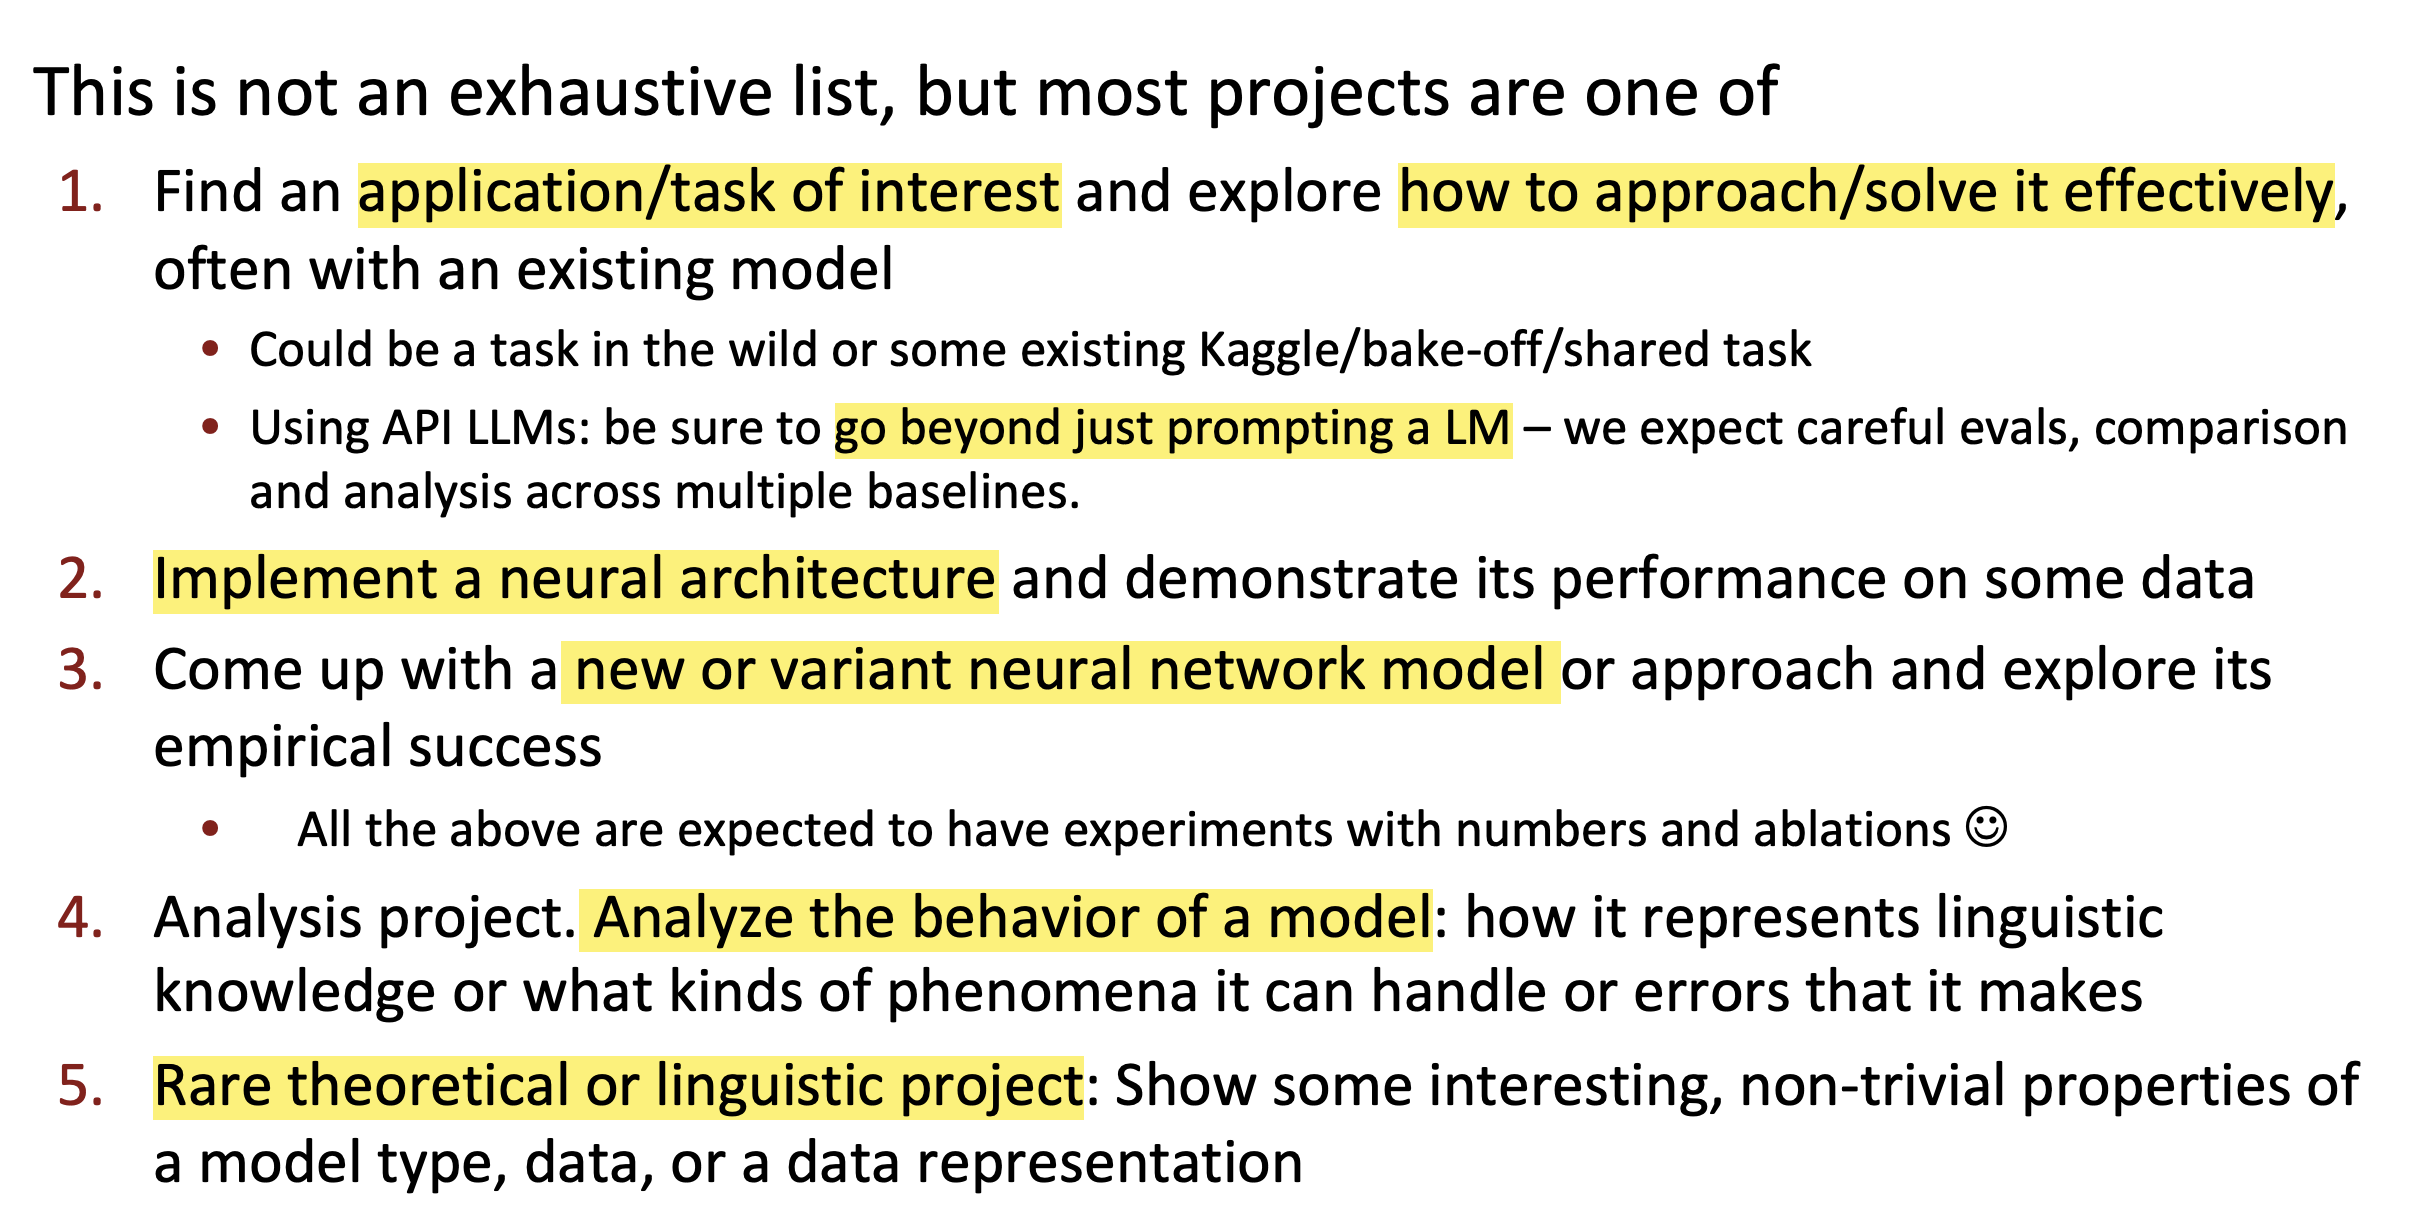 This is not an exhaustive list, but most projects are one of
1. Find an application/task of interest and explore how to approach/solve it effectively,
often with an existing model
• Could be a task in the wild or some existing Kaggle/bake-off/shared task
• Using API LLMs: be sure to go beyond just prompting a LM – we expect careful evals, comparison
and analysis across multiple baselines.
2. Implement a neural architecture and demonstrate its performance on some data
3. Come up with a new or variant neural network model or approach and explore its
empirical success
• All the above are expected to have experiments with numbers and ablations ☺
4. Analysis project. Analyze the behavior of a model: how it represents linguistic
knowledge or what kinds of phenomena it can handle or errors that it makes
5. Rare theoretical or linguistic project: Show some interesting, non-trivial properties of
a model type, data, or a data representation